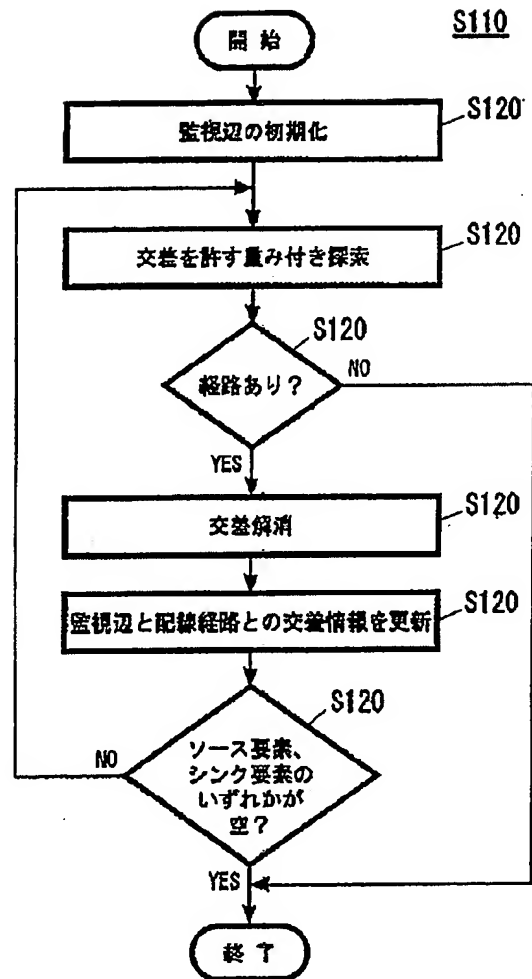 S110
開始
S120
監視辺の初期化
S120
交差を許す重み付き探索
S120
経路あり?
NO
YES
S120
交差解消
S120
監視辺と配線経路との交差情報を更新
S120
ソース要素、
シンク要素の
いずれかが
空?
NO
YES
終了